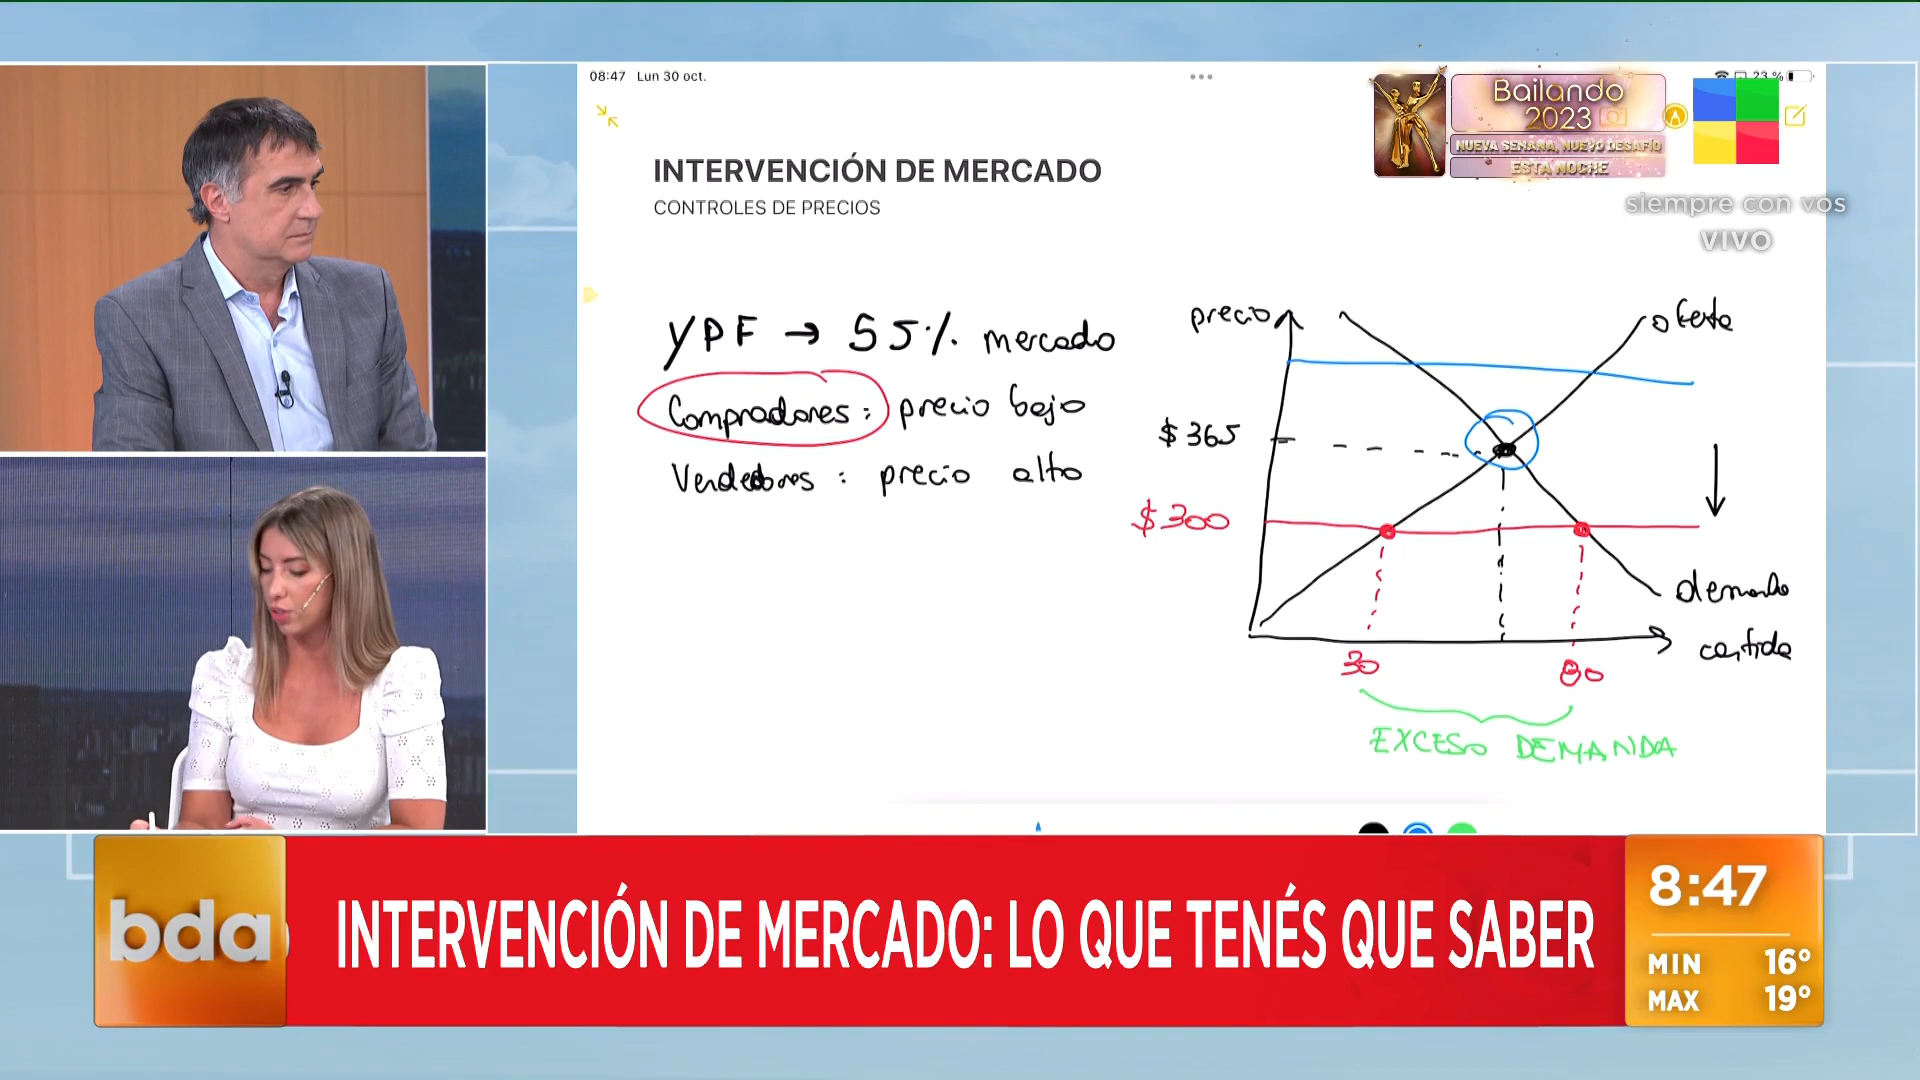 08:47 Lun 30 oct.
23 %
Bailando
2023
NUEVA SEMANA, NUEVO DESAFÍO
ESTA NOCHE
siempre con vos
VIVO
INTERVENCIÓN DE MERCADO
CONTROLES DE PRECIOS
YPF → 55% mercado
Compradores: precio bajo
Vendedores: precio alto
precio
oferta
$365
$300
demanda
cantidad
30
80
EXCESO DEMANDA
bda
INTERVENCIÓN DE MERCADO: LO QUE TENÉS QUE SABER
8:47
MIN 16°
MAX 19°